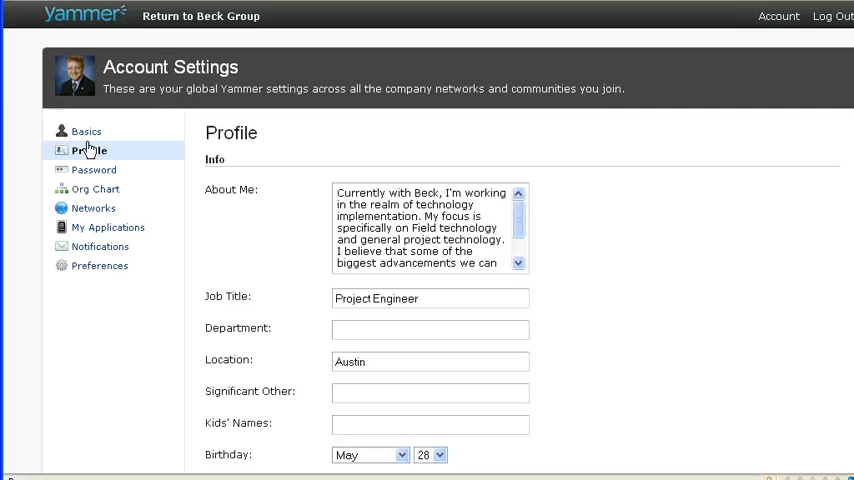 yammer Return to Beck Group Account Log Out
Account Settings
These are your global Yammer settings across all the company networks and communities you join.
Basics
Profile
Password
Org Chart
Networks
My Applications
Notifications
Preferences
Profile
Info
About Me:
Currently with Beck, I'm working
in the realm of technology
implementation. My focus is
specifically on Field technology
and general project technology.
I believe that some of the
biggest advancements we can
Job Title: Project Engineer
Department:
Location: Austin
Significant Other:
Kids' Names:
Birthday: May 28